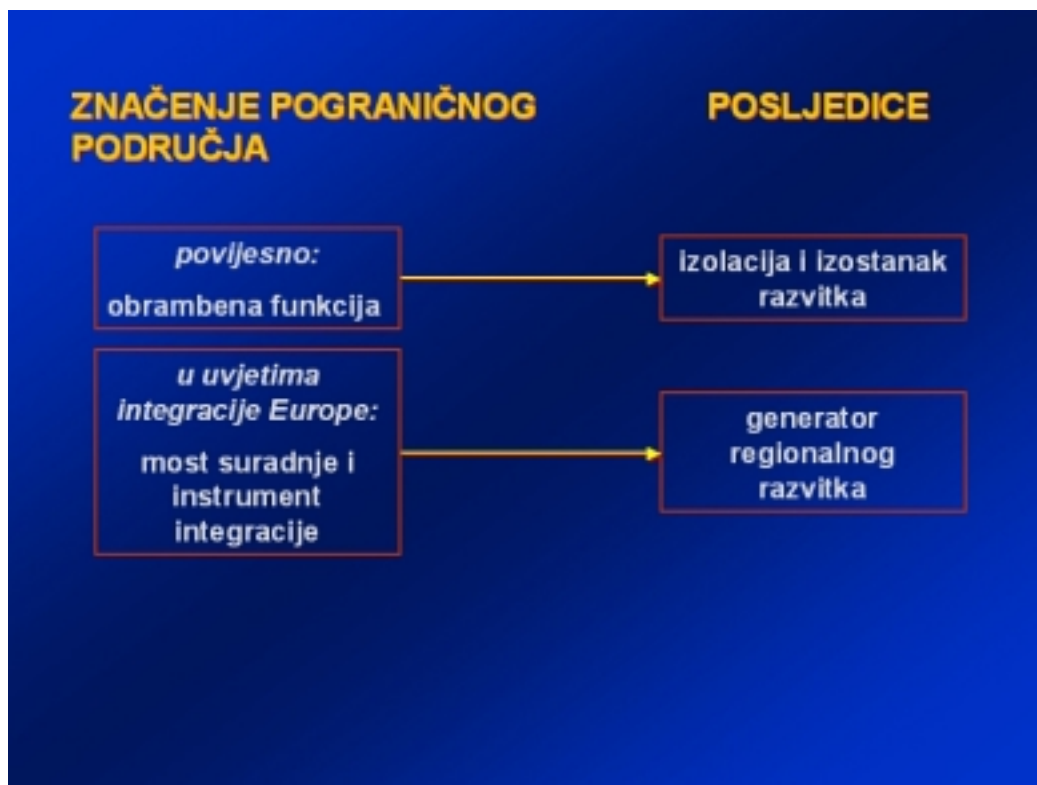 ZNAČENJE POGRANIČNOG
PODRUČJA
POSLJEDICE
povijesno:
obrambena funkcija
izolacija i izostanak
razvitka
u uvjetima
integracije Europe:
most suradnje i
instrument
integracije
generator
regionalnog
razvitka